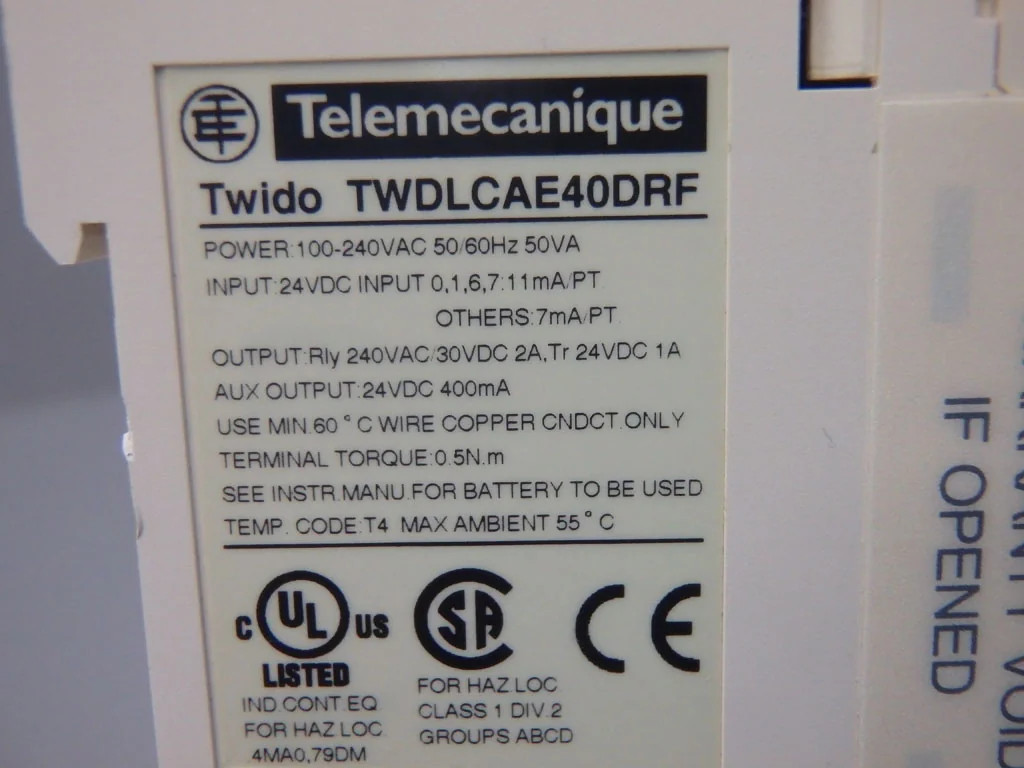 Telemecanique
Twido TWDLCAE40DRF
POWER:100-240VAC 50/60Hz 50VA
INPUT:24VDC INPUT 0,1,6,7:11mA/PT
OTHERS:7mA/PT
OUTPUT:Rly 240VAC/30VDC 2A,Tr 24VDC 1A
AUX OUTPUT:24VDC 400mA
USE MIN.60°C WIRE COPPER CNDCT.ONLY
TERMINAL TORQUE:0.5N.m
SEE INSTR.MANU.FOR BATTERY TO BE USED
TEMP. CODE:T4 MAX AMBIENT 55°C
C UL US
LISTED
IND.CONT.EQ
FOR HAZ.LOC.
4MA0,79DM
SA
FOR HAZ.LOC.
CLASS 1 DIV.2
GROUPS ABCD
CE
VOID
IF OPENED